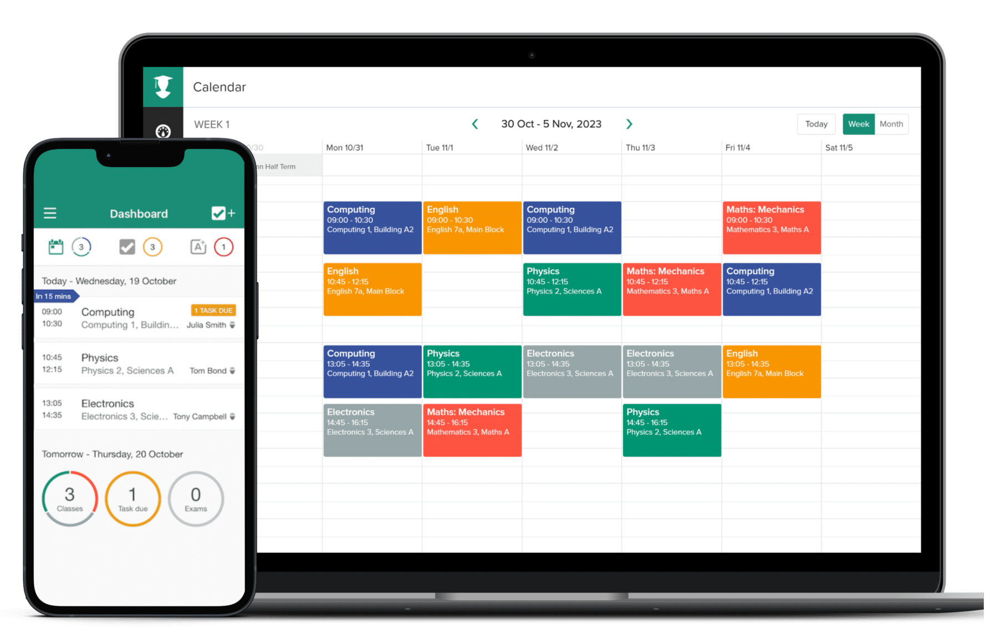 Calendar
WEEK 1
30 Oct - 5 Nov, 2023
Today
Week
Month
/30
Mon 10/31
Tue 11/1
Wed 11/2
Thu 11/3
Fri 11/4
Sat 11/5
nn Half Term
Computing
09:00 - 10:30
Computing 1, Building A2
English
09:00 - 10:30
English 7a, Main Block
Computing
09:00 - 10:30
Computing 1, Building A2
Maths: Mechanics
09:00 - 10:30
Mathematics 3, Maths A
English
10:45 - 12:15
English 7a, Main Block
Physics
10:45 - 12:15
Physics 2, Sciences A
Maths: Mechanics
10:45 - 12:15
Mathematics 3, Maths A
Computing
10:45 - 12:15
Computing 1, Building A2
Computing
13:05 - 14:35
Computing 1, Building A2
Physics
13:05 - 14:35
Physics 2, Sciences A
Electronics
13:05 - 14:35
Electronics 3, Sciences A
Electronics
13:05 - 14:35
Electronics 3, Sciences A
English
13:05 - 14:35
English 7a, Main Block
Electronics
14:45 - 16:15
Electronics 3, Sciences A
Maths: Mechanics
14:45 - 16:15
Mathematics 3, Maths A
Physics
14:45 - 16:15
Physics 2, Sciences A
Dashboard
3
3
A+
1
Today - Wednesday, 19 October
In 15 mins
09:00
10:30
Computing
1 TASK DUE
Computing 1, Buildin...
Julia Smith
10:45
12:15
Physics
Physics 2, Sciences A
Tom Bond
13:05
14:35
Electronics
Electronics 3, Scie...
Tony Campbell
Tomorrow - Thursday, 20 October
3
Classes
1
Task due
0
Exams